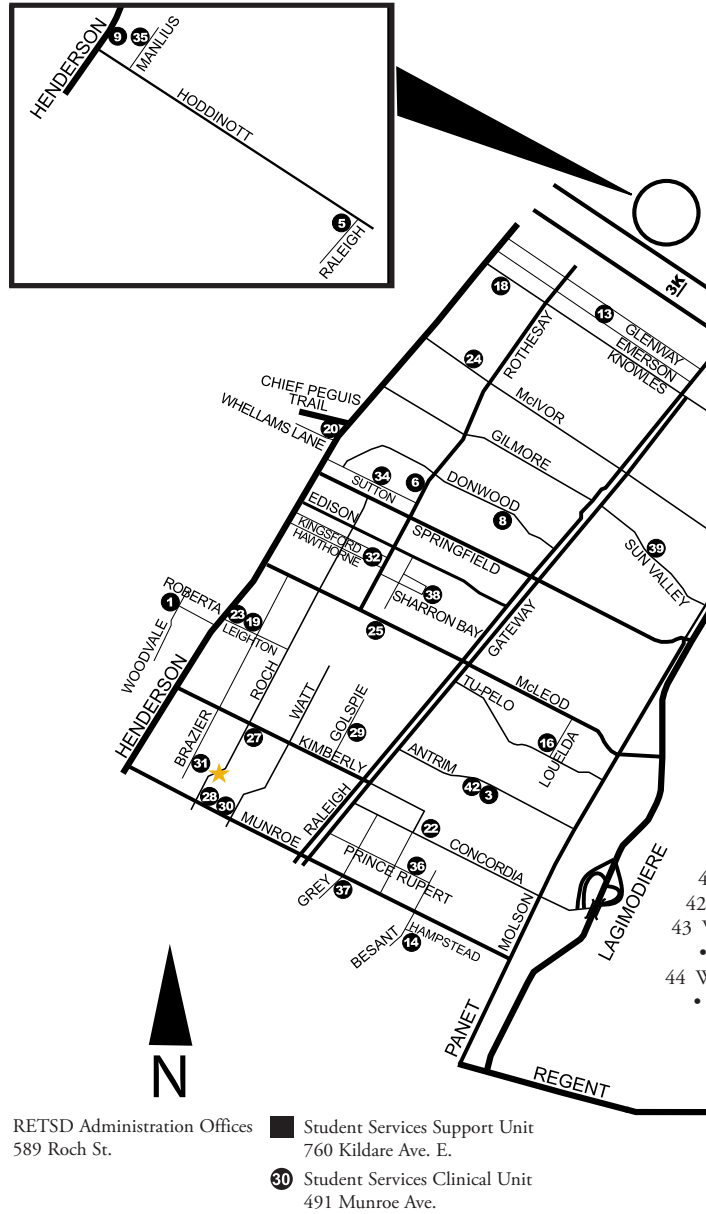 9
35
MANLIUS
HENDERSON
HODDINOTT
5
RALEIGH
3K
18
13
GLENWAY
EMERSON
KNOWLES
ROTHESAY
24
McIVOR
CHIEF PEGUIS
TRAIL
WHELLAMS LANE
20
GILMORE
34
SUTTON
6
DONWOOD
8
EDISON
SPRINGFIELD
39
SUN VALLEY
KINGSFORD
HAWTHORNE
32
38
SHARRON BAY
1
ROBERTA
WOODVALE
23
19
LEIGHTON
25
GATEWAY
HENDERSON
ROCH
WATT
GOLSPIE
TU-PELO
McLEOD
BRAZIER
27
29
KIMBERLY
16
LOUELDA
31
ANTRIM
42
3
28
30
MUNROE
RALEIGH
22
CONCORDIA
PRINCE RUPERT
36
GREY
37
BESANT
14
HAMPSTEAD
MOLSON
LAGIMODIERE
4
42
43 V
•
44 W
•
PANET
REGENT
N
RETSD Administration Offices
589 Roch St.
Student Services Support Unit
760 Kildare Ave. E.
30 Student Services Clinical Unit
491 Munroe Ave.